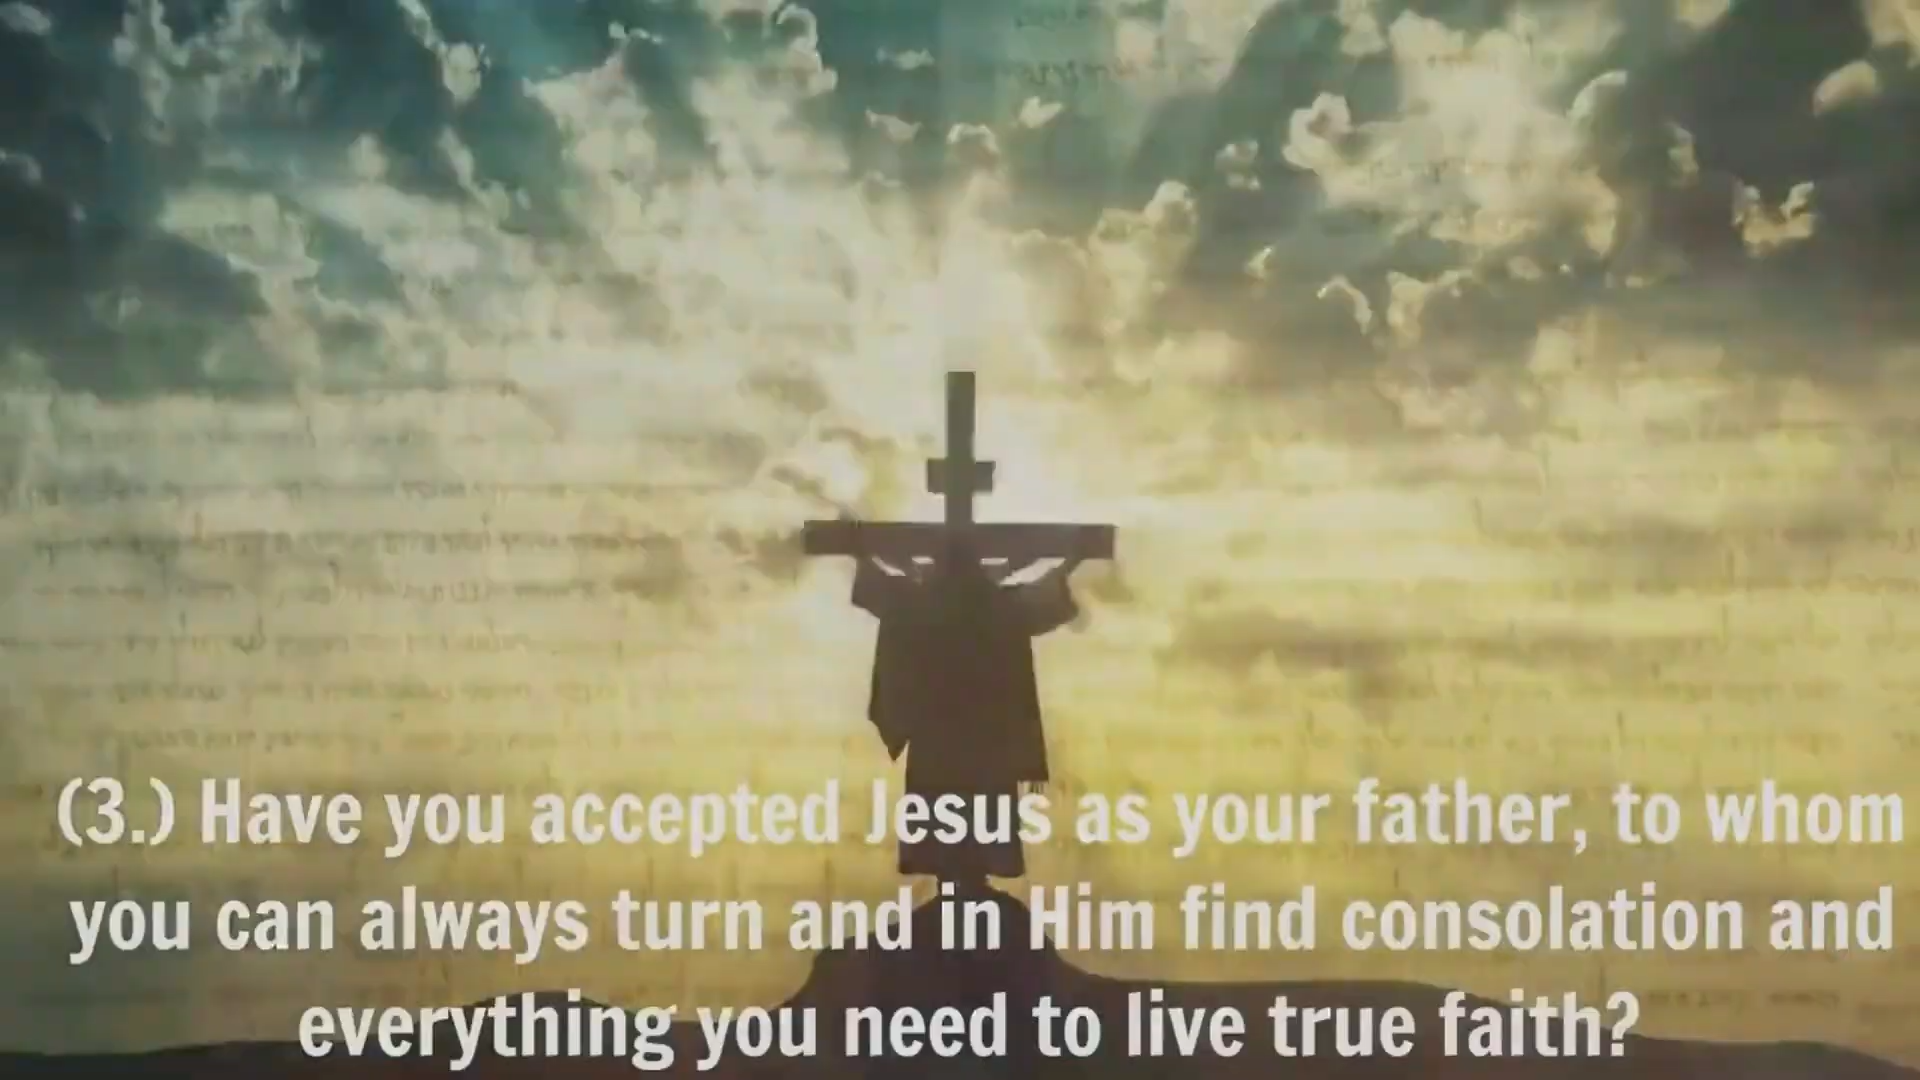 (3.) Have you accepted Jesus as your father, to whom
you can always turn and in Him find consolation and
everything you need to live true faith?